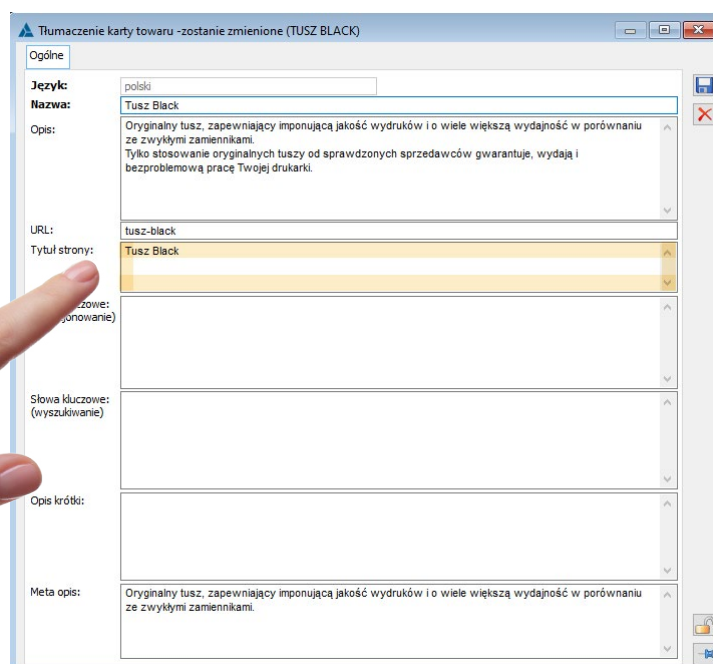 Tłumaczenie karty towaru -zostanie zmienione (TUSZ BLACK)
Ogólne
Język: polski
Nazwa: Tusz Black
Opis: Oryginalny tusz, zapewniający imponującą jakość wydruków i o wiele większą wydajność w porównaniu
ze zwykłymi zamiennikami.
Tylko stosowanie oryginalnych tuszy od sprawdzonych sprzedawców gwarantuje, wydają i
bezproblemową pracę Twojej drukarki.
URL: tusz-black
Tytuł strony: Tusz Black
Słowa kluczowe:
(wyszukiwanie)
Opis krótki:
Meta opis: Oryginalny tusz, zapewniający imponującą jakość wydruków i o wiele większą wydajność w porównaniu
ze zwykłymi zamiennikami.